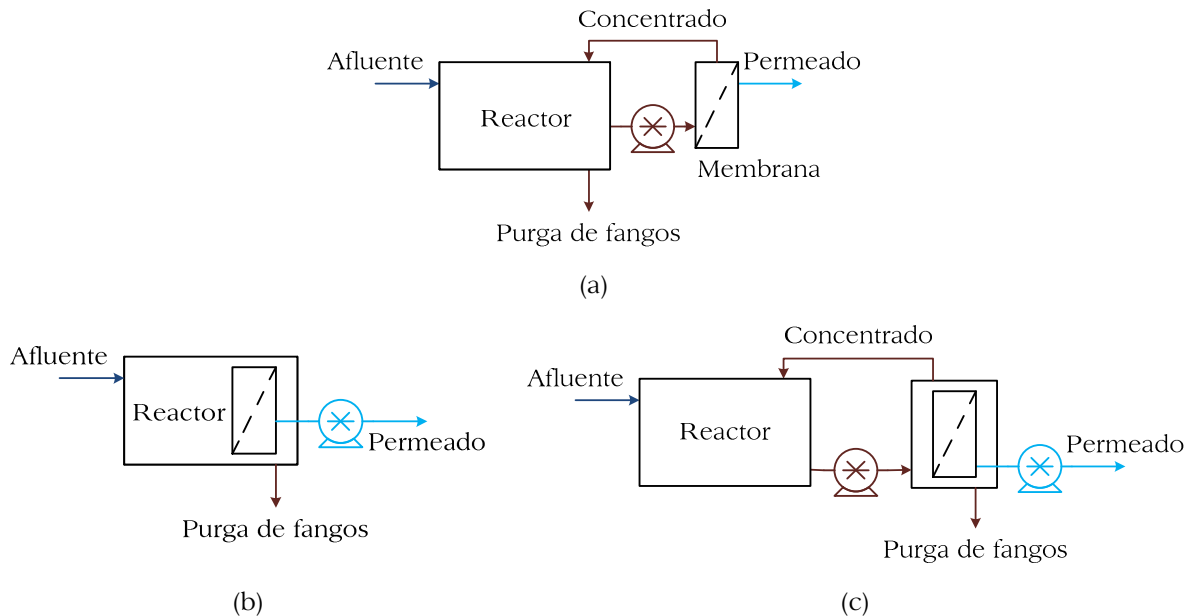 Concentrado
Afluente
Permeado
Reactor
Membrana
Purga de fangos
(a)
Afluente
Reactor
Permeado
Purga de fangos
(b)
Concentrado
Afluente
Reactor
Permeado
Purga de fangos
(c)